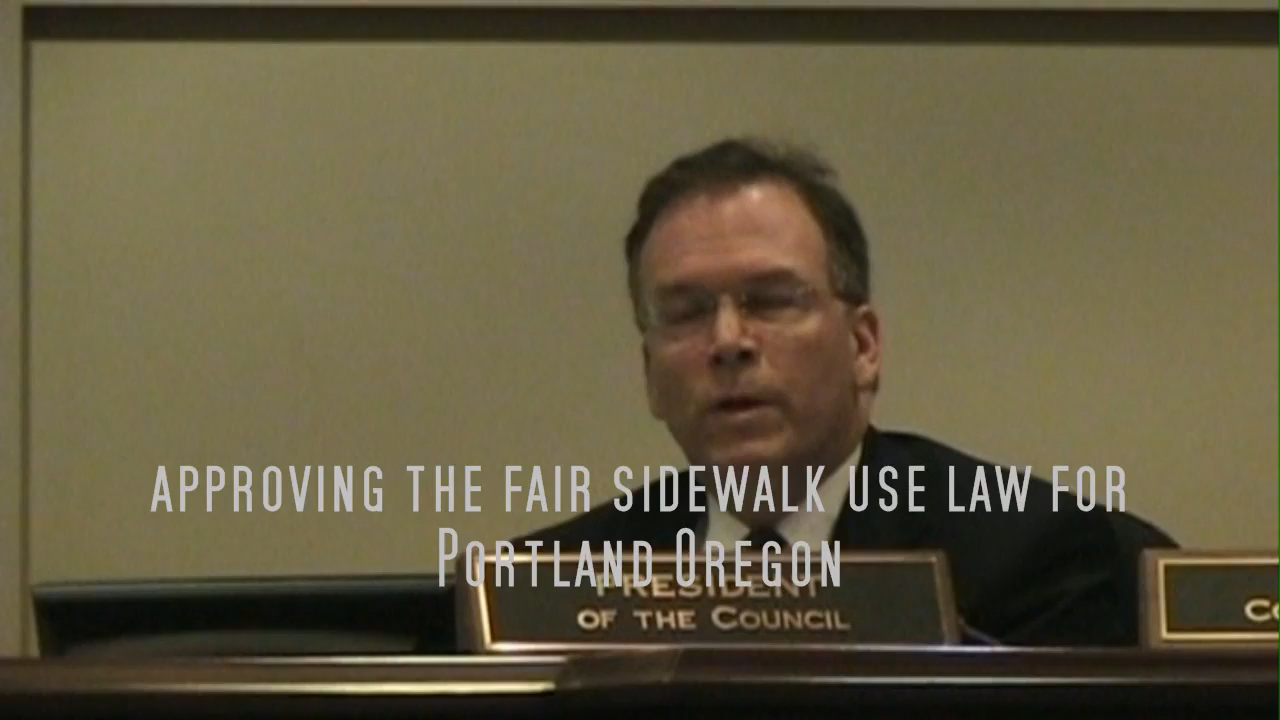 APPROVING THE FAIR SIDEWALK USE LAW FOR
PORTLAND OREGON
PRESIDENT
OF THE COUNCIL